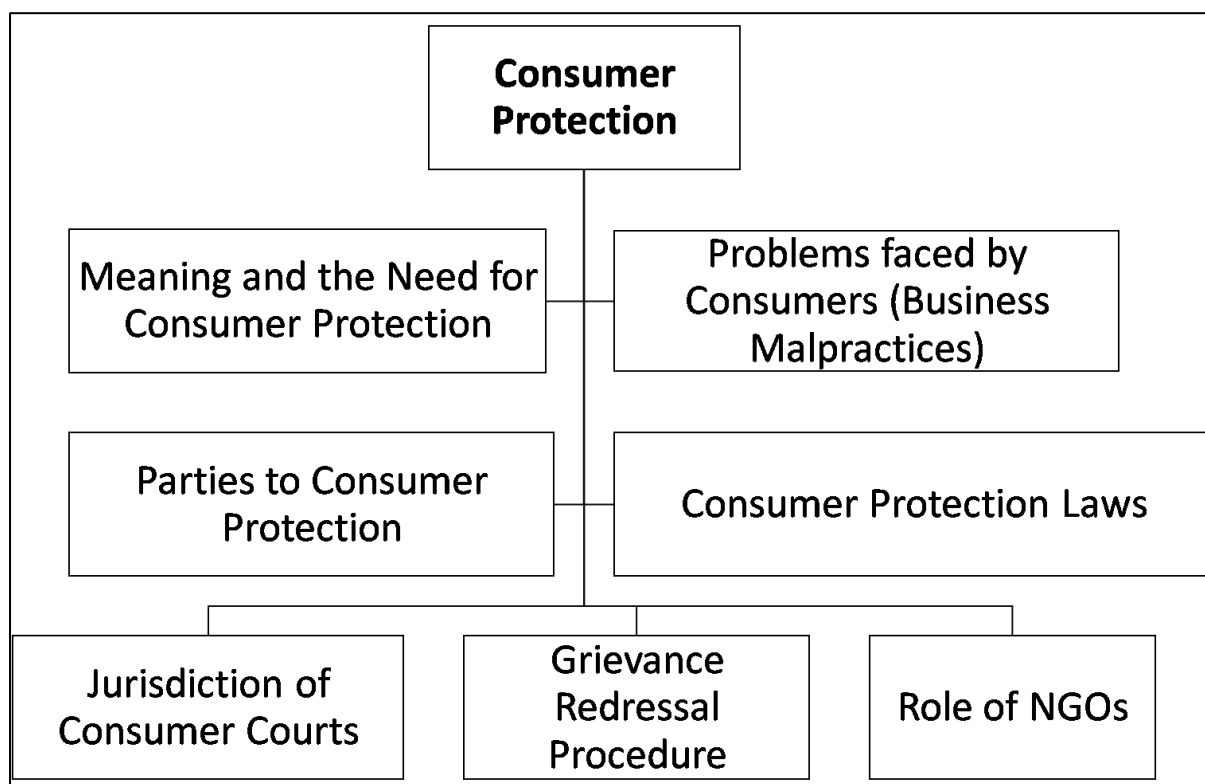 Consumer
Protection
Meaning and the Need for
Consumer Protection
Problems faced by
Consumers (Business
Malpractices)
Parties to Consumer
Protection
Consumer Protection Laws
Jurisdiction of
Consumer Courts
Grievance
Redressal
Procedure
Role of NGOs